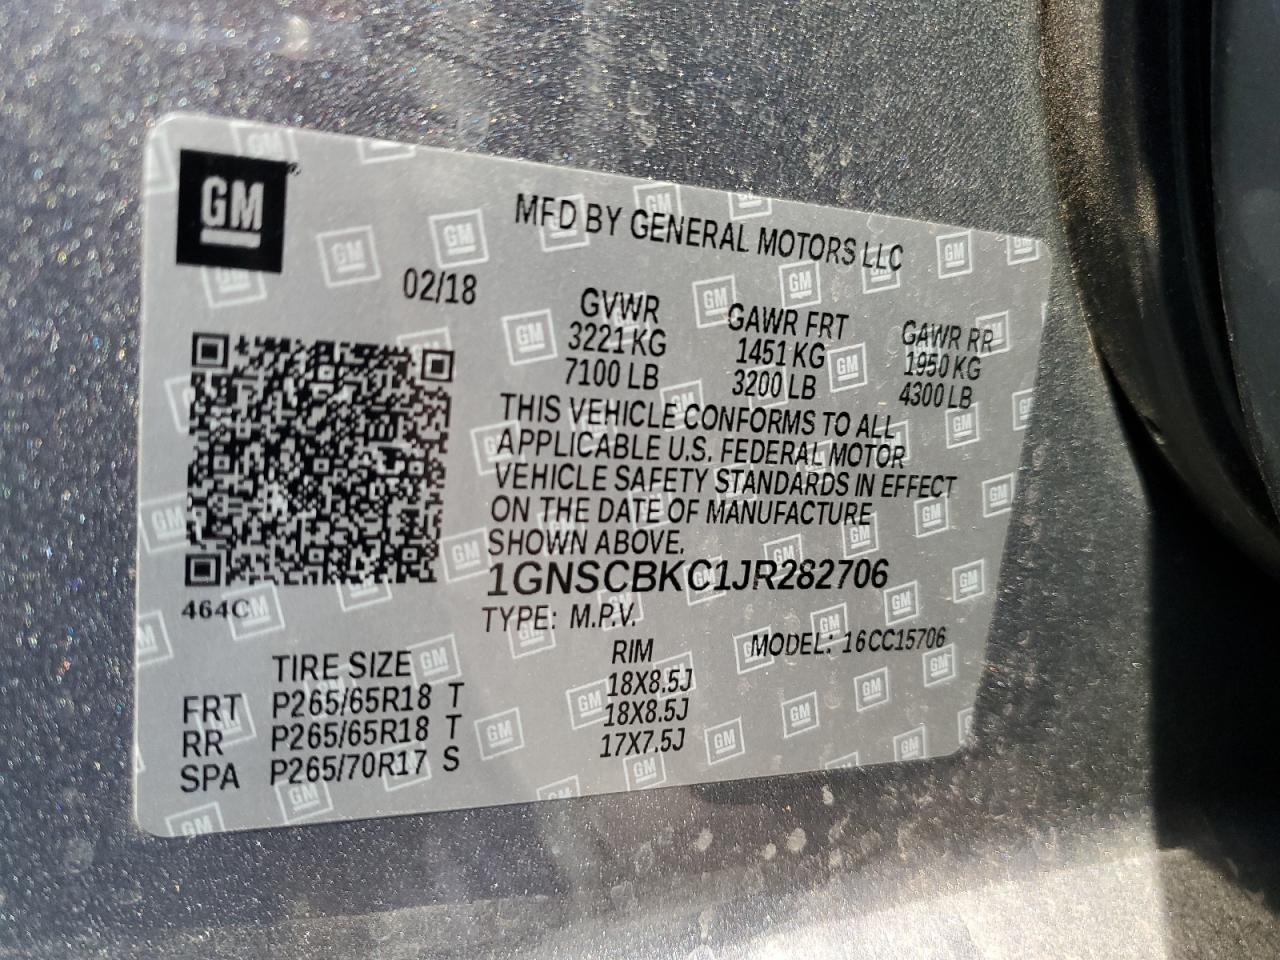 GM
MFD BY GENERAL MOTORS LLC
02/18
GVWR GAWR FRT GAWR RR
3221 KG 1451 KG 1950 KG
7100 LB 3200 LB 4300 LB
THIS VEHICLE CONFORMS TO ALL
APPLICABLE U.S. FEDERAL MOTOR
VEHICLE SAFETY STANDARDS IN EFFECT
ON THE DATE OF MANUFACTURE
SHOWN ABOVE.
1GNSCBKC1JR282706
464C
TYPE: M.P.V. MODEL: 16CC15706
TIRE SIZE RIM
FRT P265/65R18 T 18X8.5J
RR P265/65R18 T 18X8.5J
SPA P265/70R17 S 17X7.5J